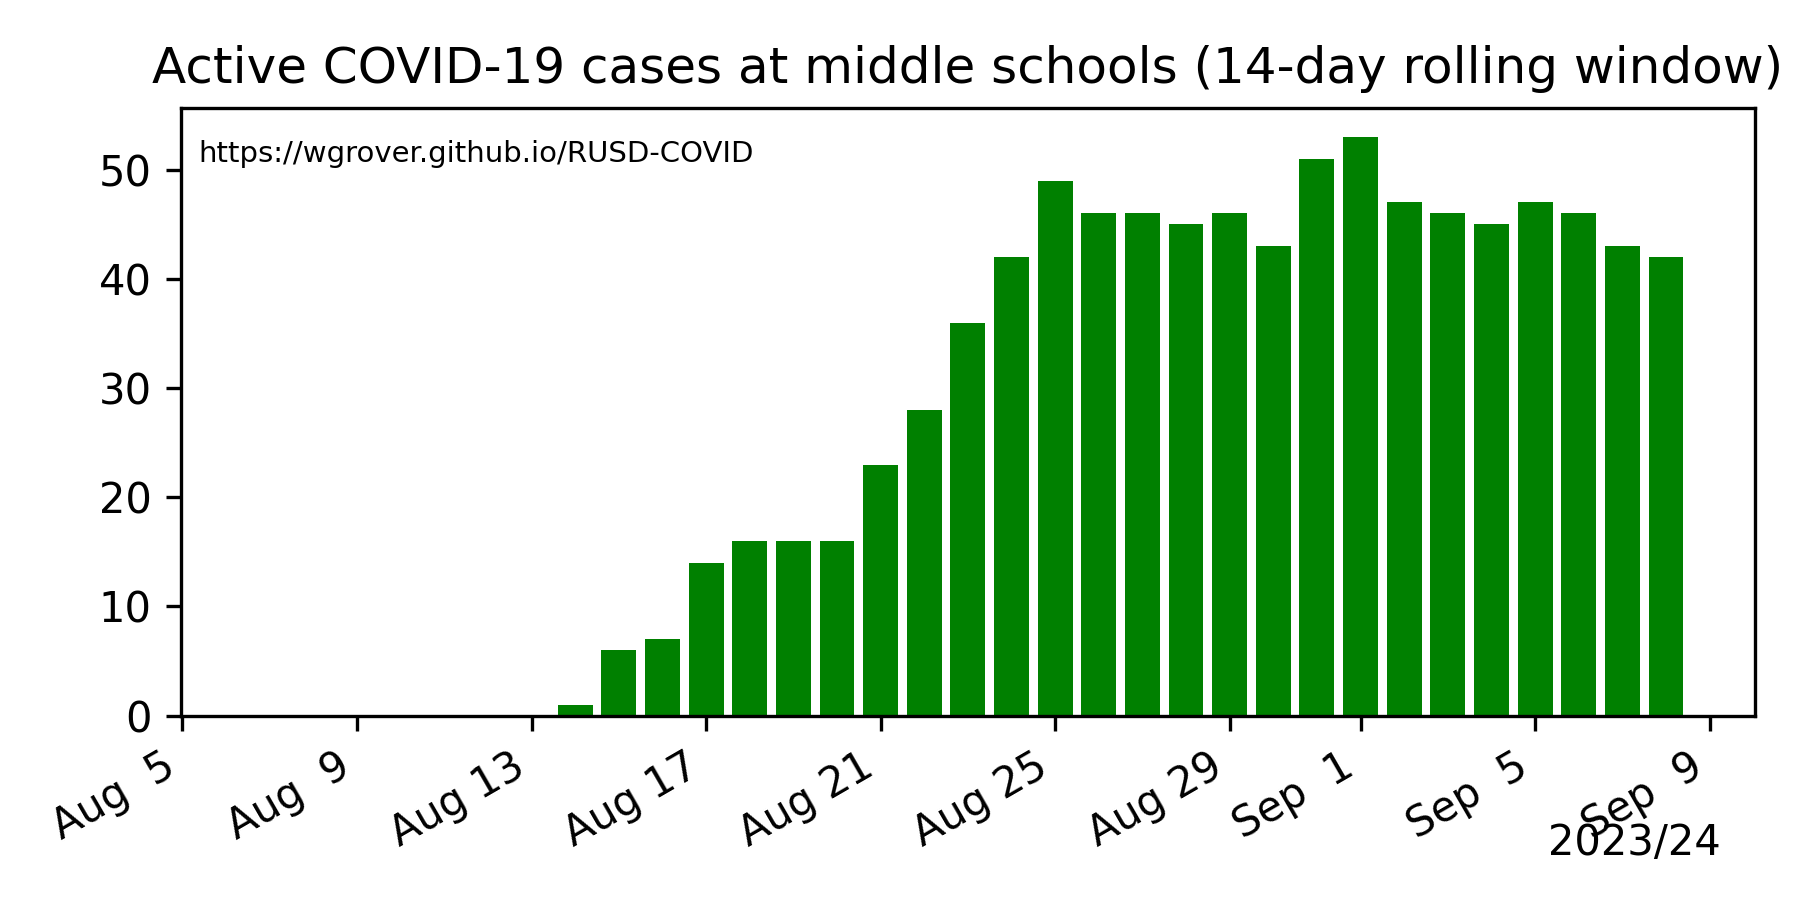 Active COVID-19 cases at middle schools (14-day rolling window)
https://wgrover.github.io/RUSD-COVID
50
40
30
20
10
0
Aug 5
Aug 9
Aug 13
Aug 17
Aug 21
Aug 25
Aug 29
Sep 1
Sep 5
Sep 9
2023/24